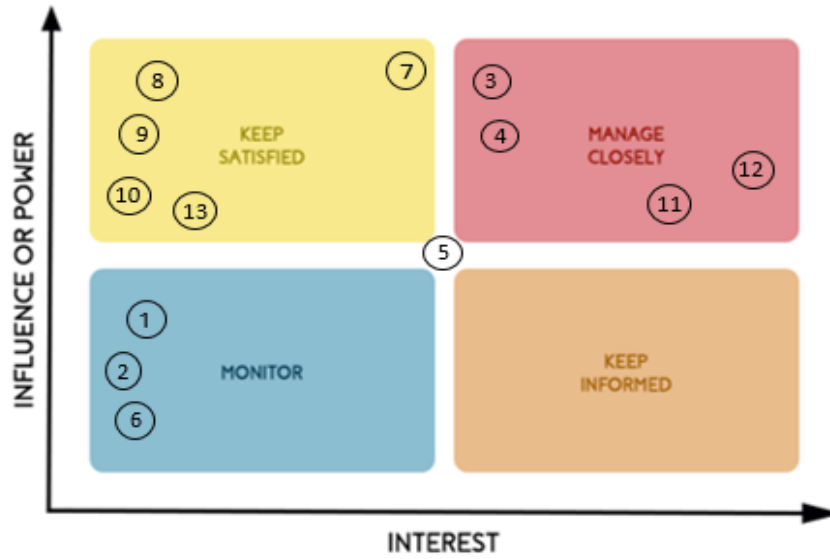 INFLUENCE OR POWER
8
7
3
9
KEEP
SATISFIED
4
MANAGE
CLOSELY
12
10
13
11
5
1
2
MONITOR
KEEP
INFORMED
6
INTEREST